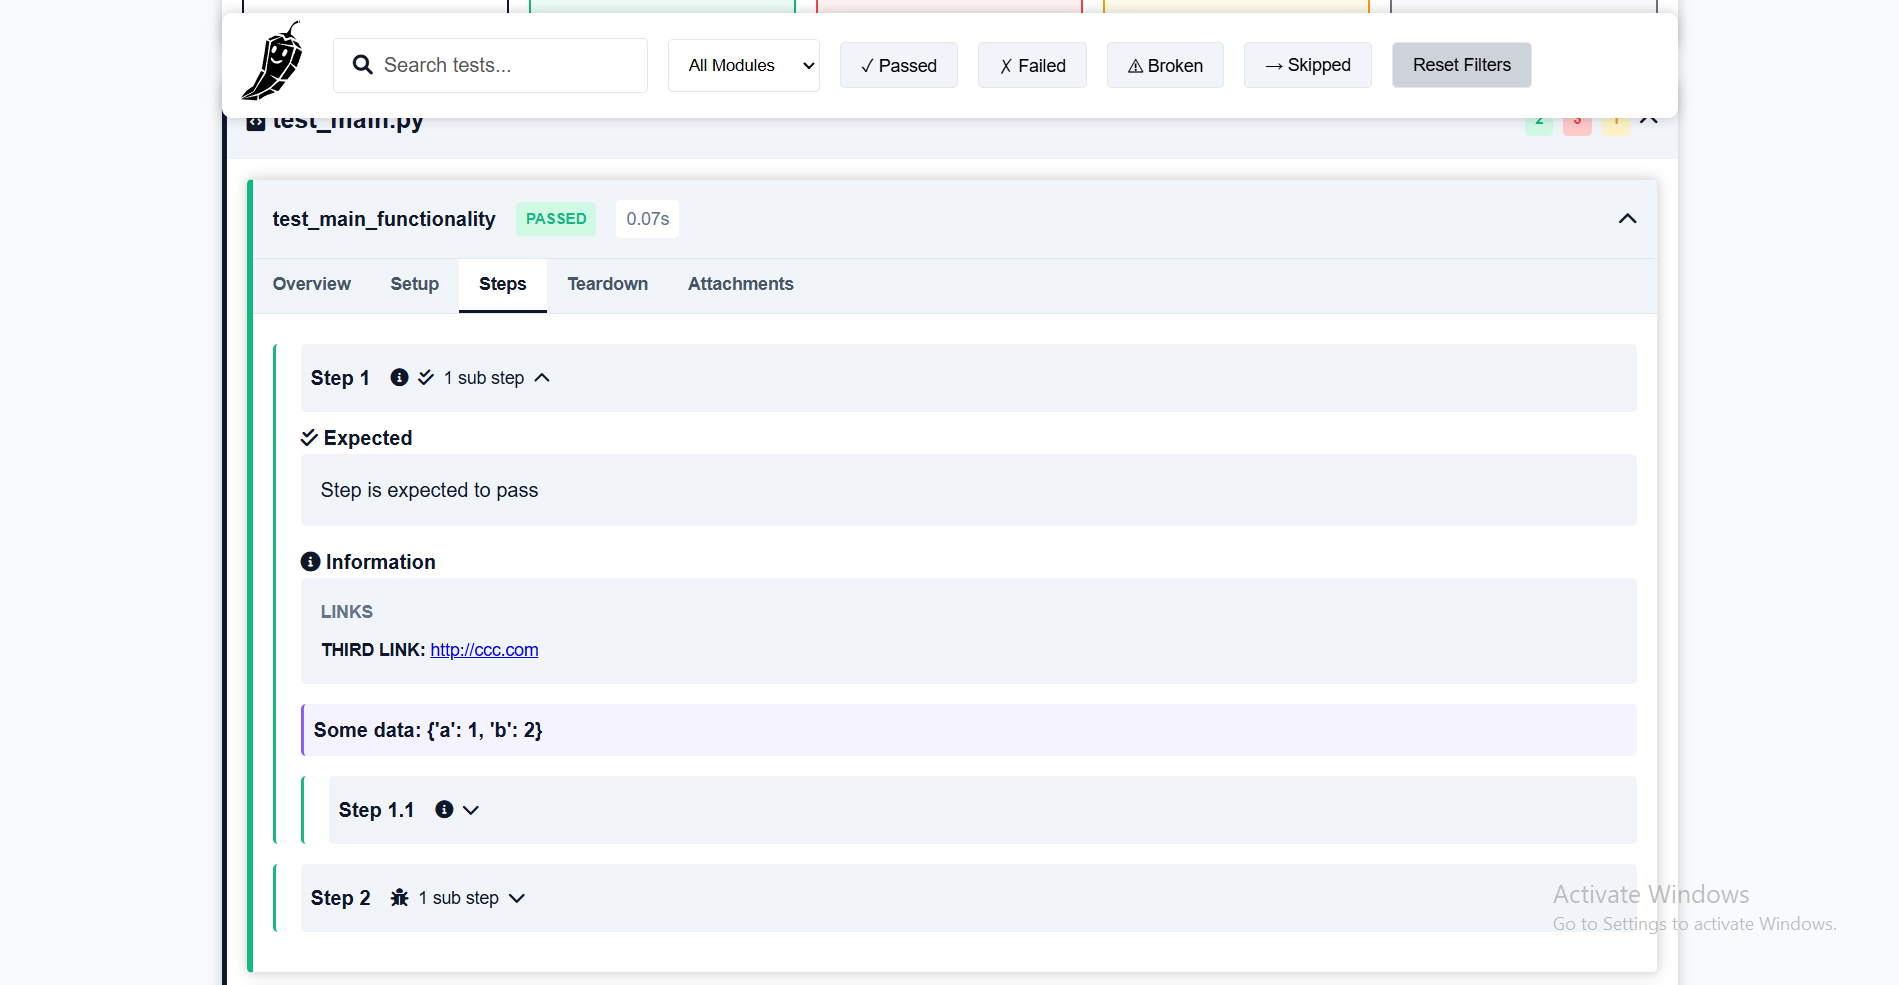 Search tests...
All Modules
✓ Passed
✗ Failed
⚠ Broken
→ Skipped
Reset Filters
test_main.py
2 3 1
test_main_functionality PASSED 0.07s
Overview Setup Steps Teardown Attachments
Step 1 1 sub step
Expected
Step is expected to pass
Information
LINKS
THIRD LINK: http://ccc.com
Some data: {'a': 1, 'b': 2}
Step 1.1
Step 2 1 sub step
Activate Windows
Go to Settings to activate Windows.